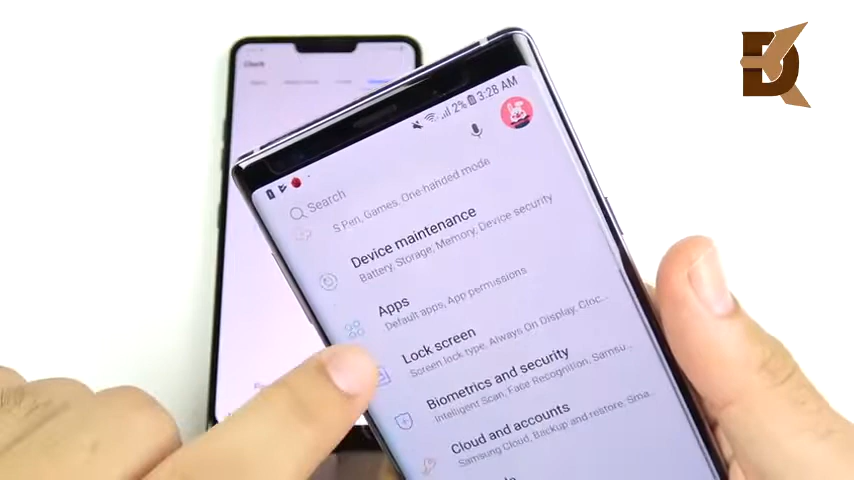 Clock
2% 3:28 AM
Search
S Pen, Games, One-handed mode
Device maintenance
Battery, Storage, Memory, Device security
Apps
Default apps, App permissions
Lock screen
Screen lock type, Always On Display, Cloc...
Biometrics and security
Intelligent Scan, Face Recognition, Samsu...
Cloud and accounts
Samsung Cloud, Backup and restore, Sma...